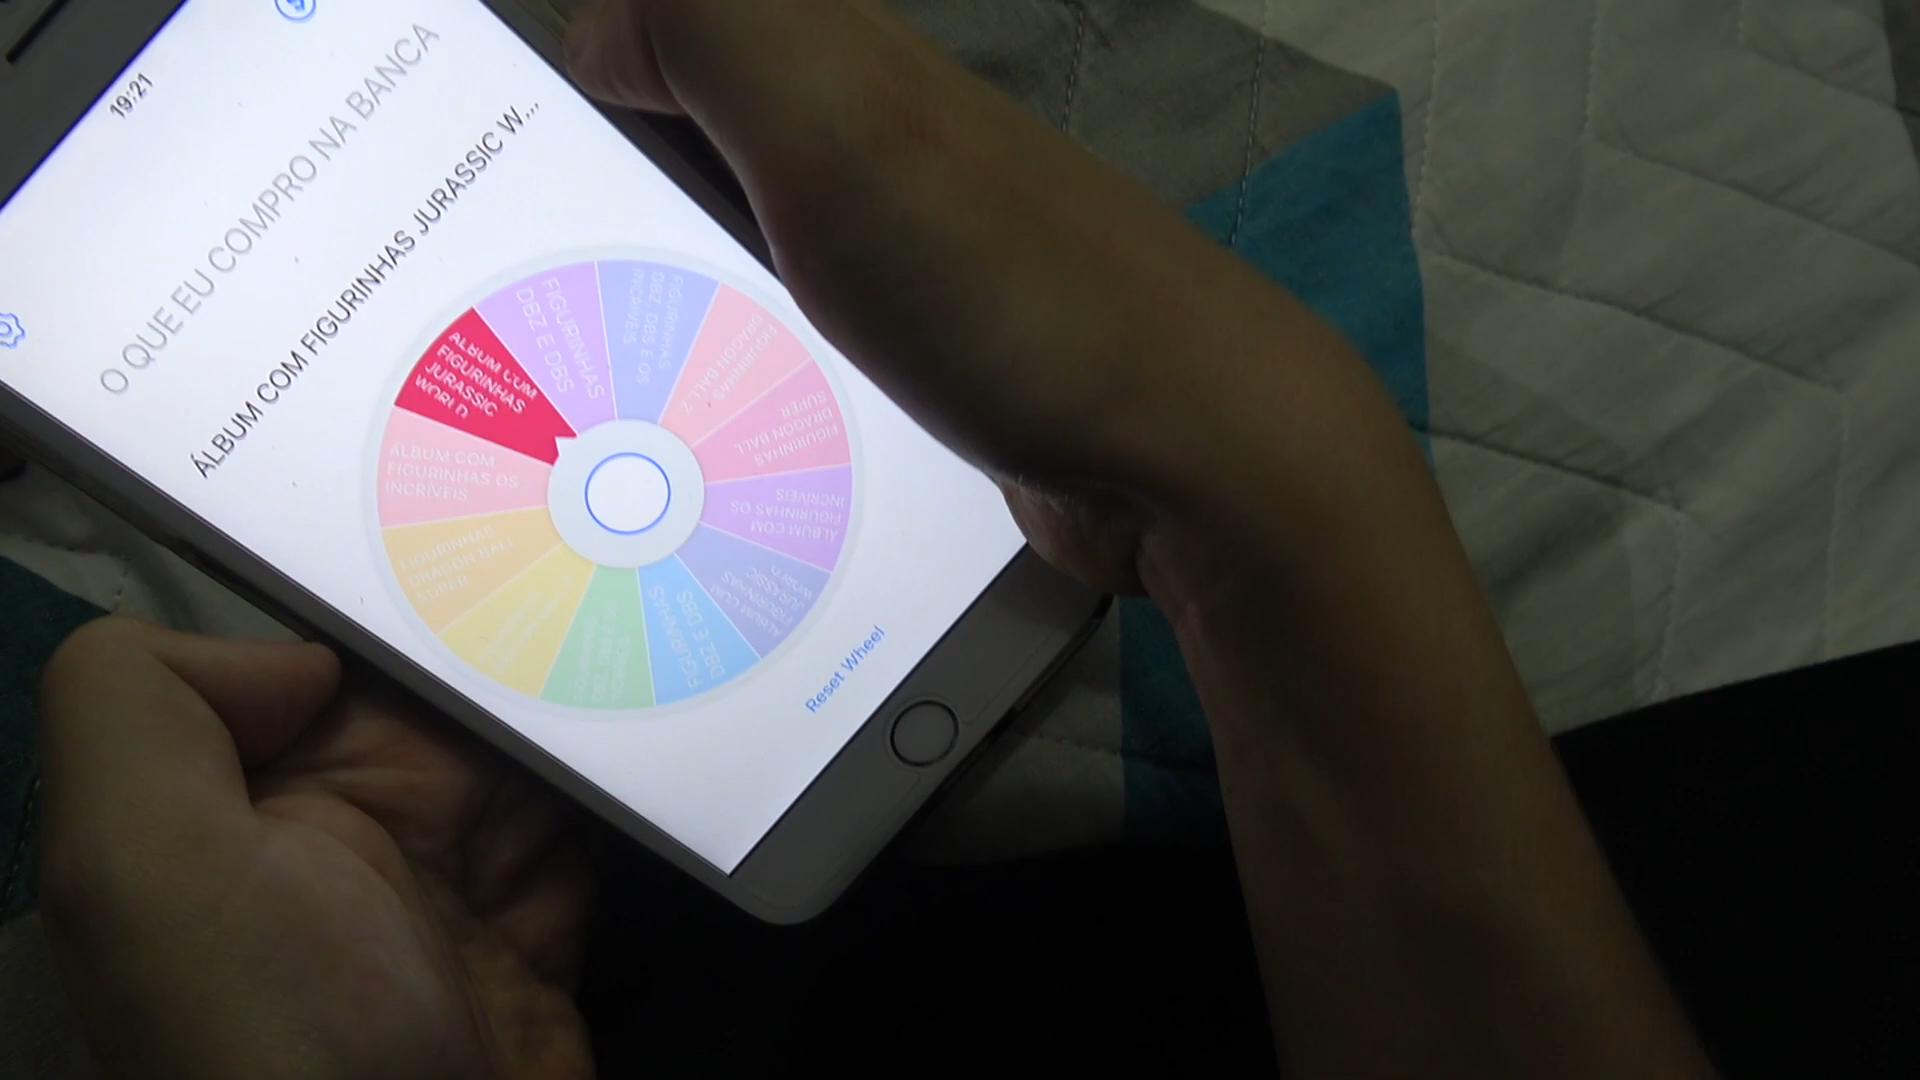 19:21
O QUE EU COMPRO NA BANCA
ÁLBUM COM FIGURINHAS JURASSIC W...
ÁLBUM COM
FIGURINHAS
JURASSIC
WORLD
FIGURINHAS
DBZ E DBS
FIGURINHAS
DBZ, DBS E OS
INCRÍVEIS
FIGURINHAS
DRAGON BALL Z
FIGURINHAS
DRAGON BALL
SUPER
ÁLBUM COM
FIGURINHAS OS
INCRÍVEIS
ÁLBUM COM
FIGURINHAS
JURASSIC
WORLD
FIGURINHAS
DBZ E DBS
FIGURINHAS
DRAGON BALL
SUPER
ÁLBUM COM
FIGURINHAS OS
INCRÍVEIS
Reset Wheel